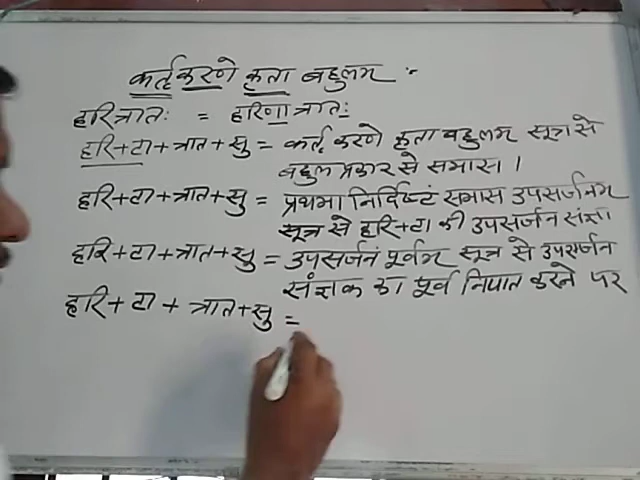 कर्तृकरणे कृता बहुलम :
हरित्रातः = हरिणा त्रातः
हरि+टा+त्रात+सु = कर्तृ करणे कृता बहुलम सूत्र से
बहुल प्रकार से समास ।
हरि+टा+त्रात+सु = प्रथमा निर्दिष्टं समास उपसर्जनम
सूत्र से हरि+टा की उपसर्जन संज्ञा
हरि+टा+त्रात+सु = उपसर्जनं पूर्वम सूत्र से उपसर्जन
संज्ञक का पूर्व निपात करने पर
हरि+टा+त्रात+सु =